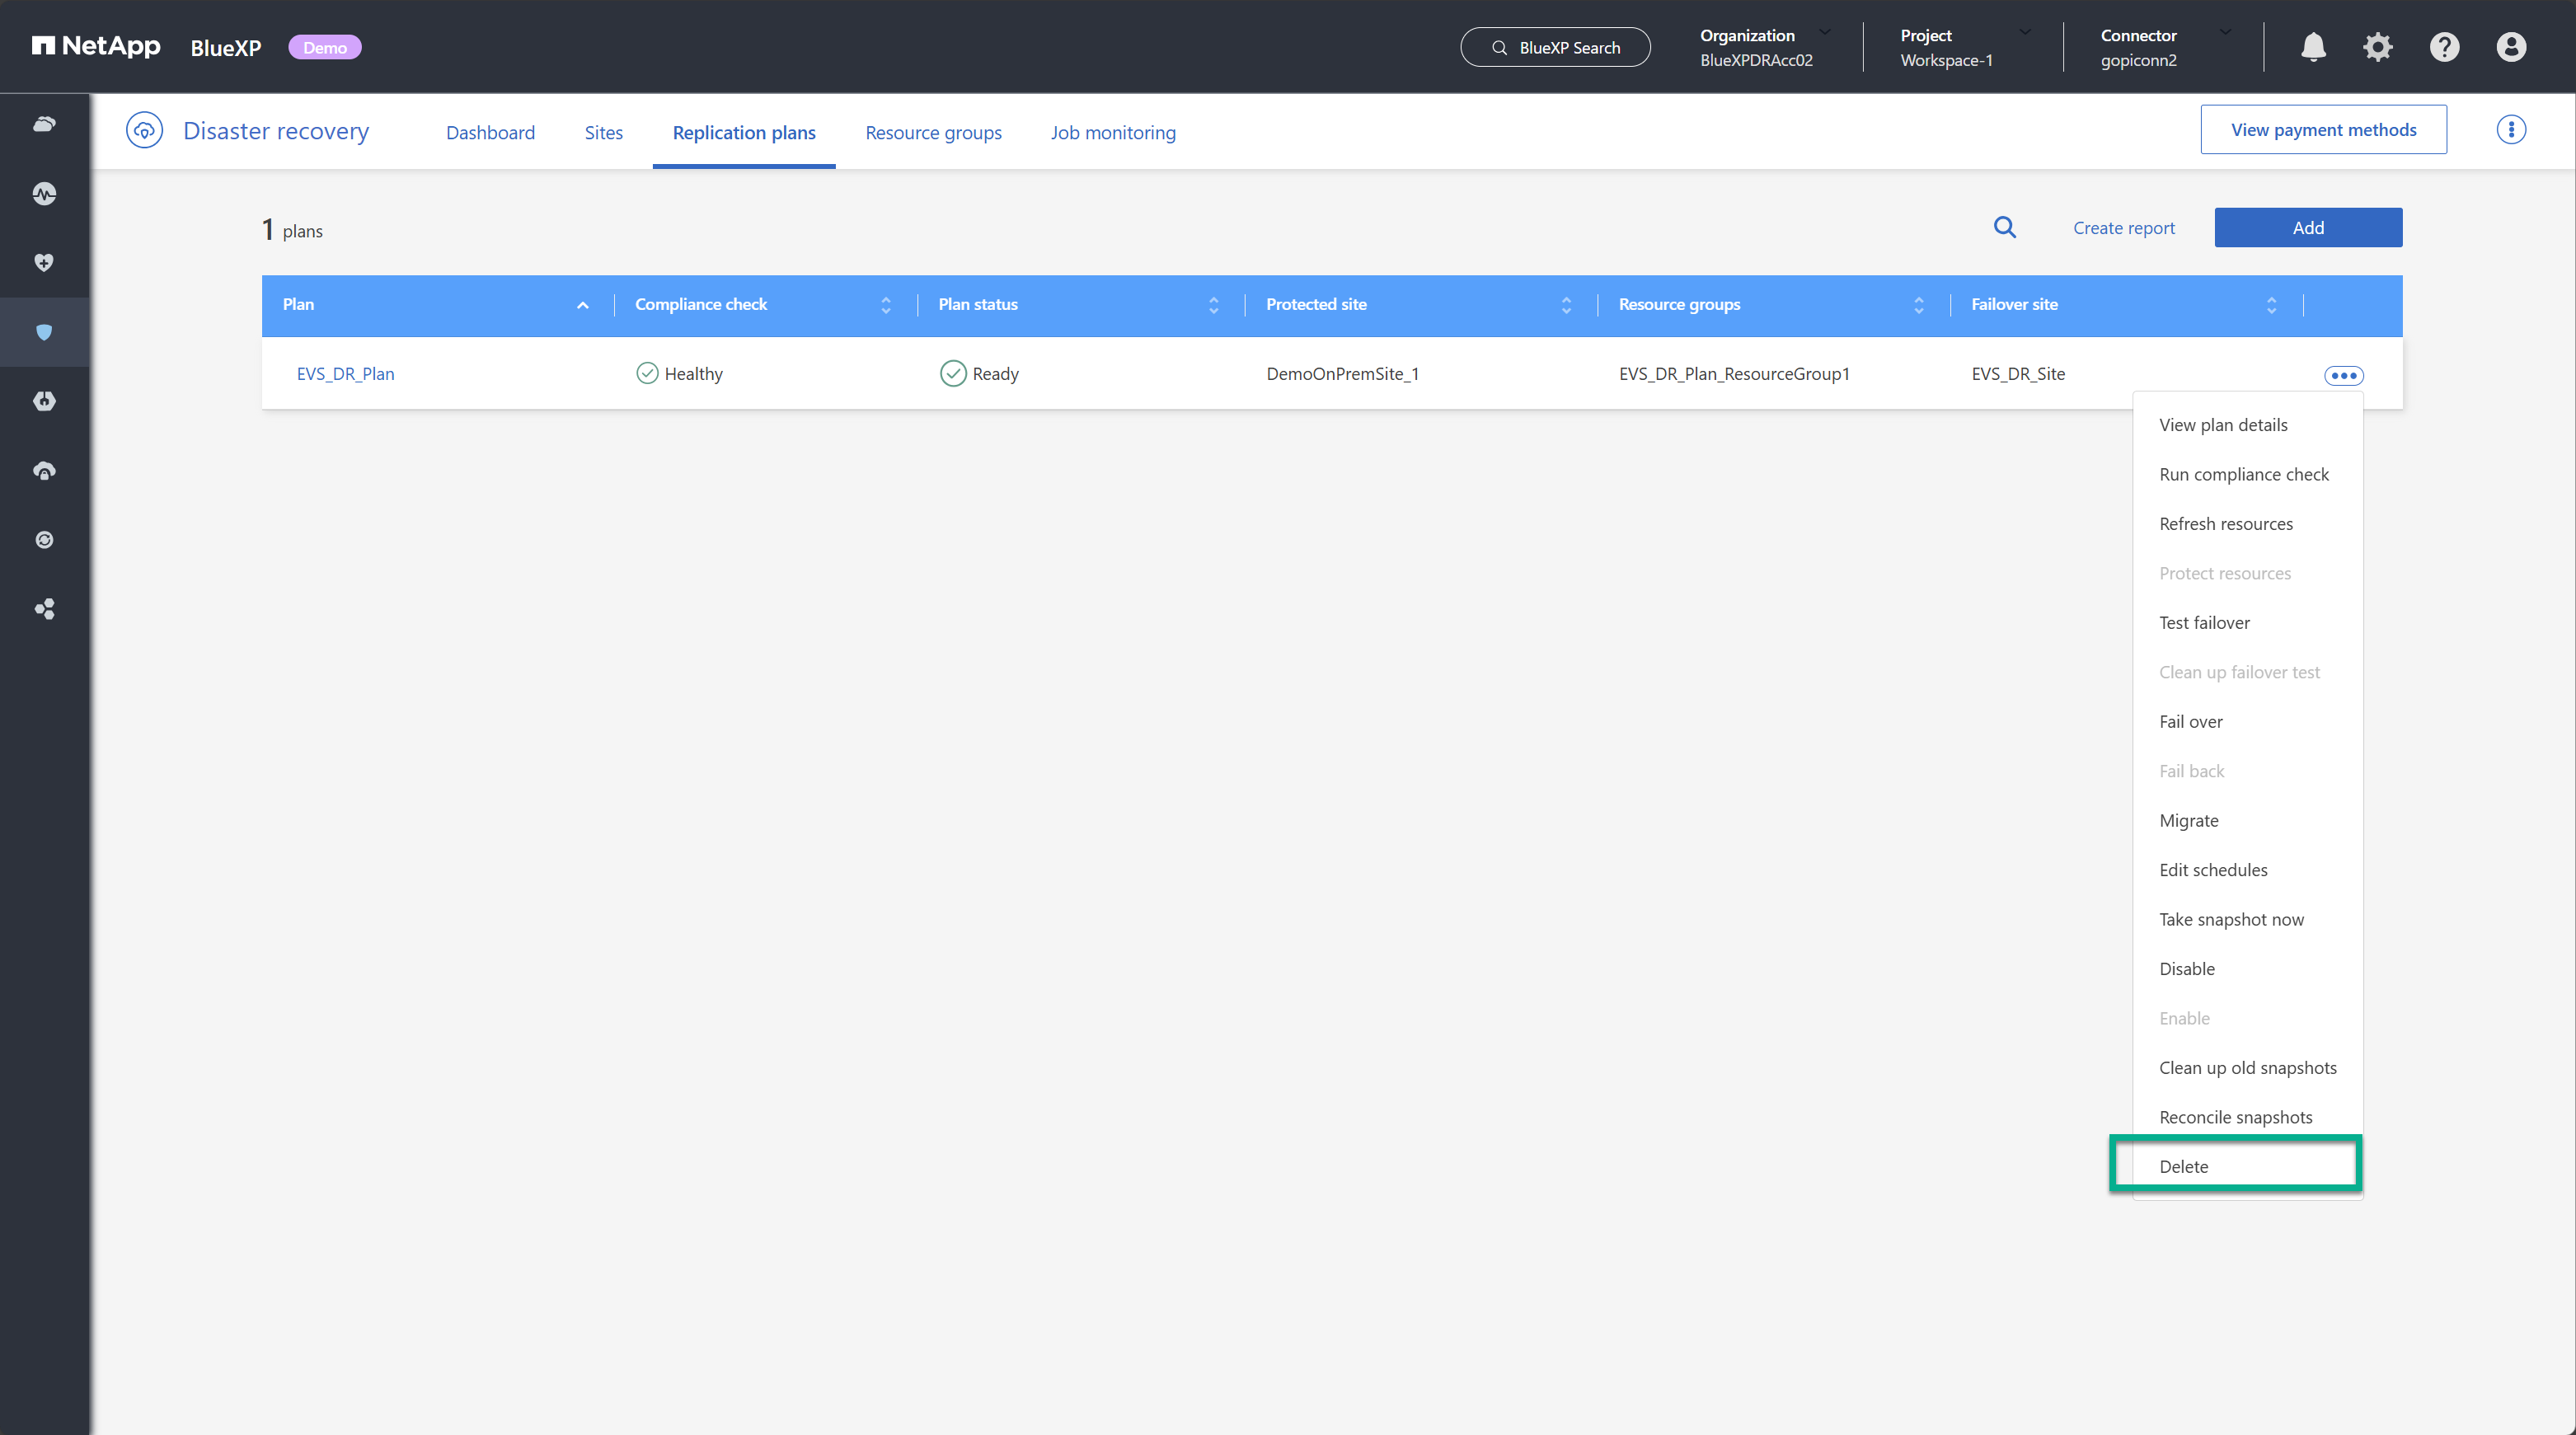 NetApp BlueXP Demo
BlueXP Search
Organization
BlueXPDRAcc02
Project
Workspace-1
Connector
gopiconn2
Disaster recovery Dashboard Sites Replication plans Resource groups Job monitoring View payment methods
1 plans Create report Add
Plan Compliance check Plan status Protected site Resource groups Failover site
EVS_DR_Plan Healthy Ready DemoOnPremSite_1 EVS_DR_Plan_ResourceGroup1 EVS_DR_Site
View plan details
Run compliance check
Refresh resources
Protect resources
Test failover
Clean up failover test
Fail over
Fail back
Migrate
Edit schedules
Take snapshot now
Disable
Enable
Clean up old snapshots
Reconcile snapshots
Delete